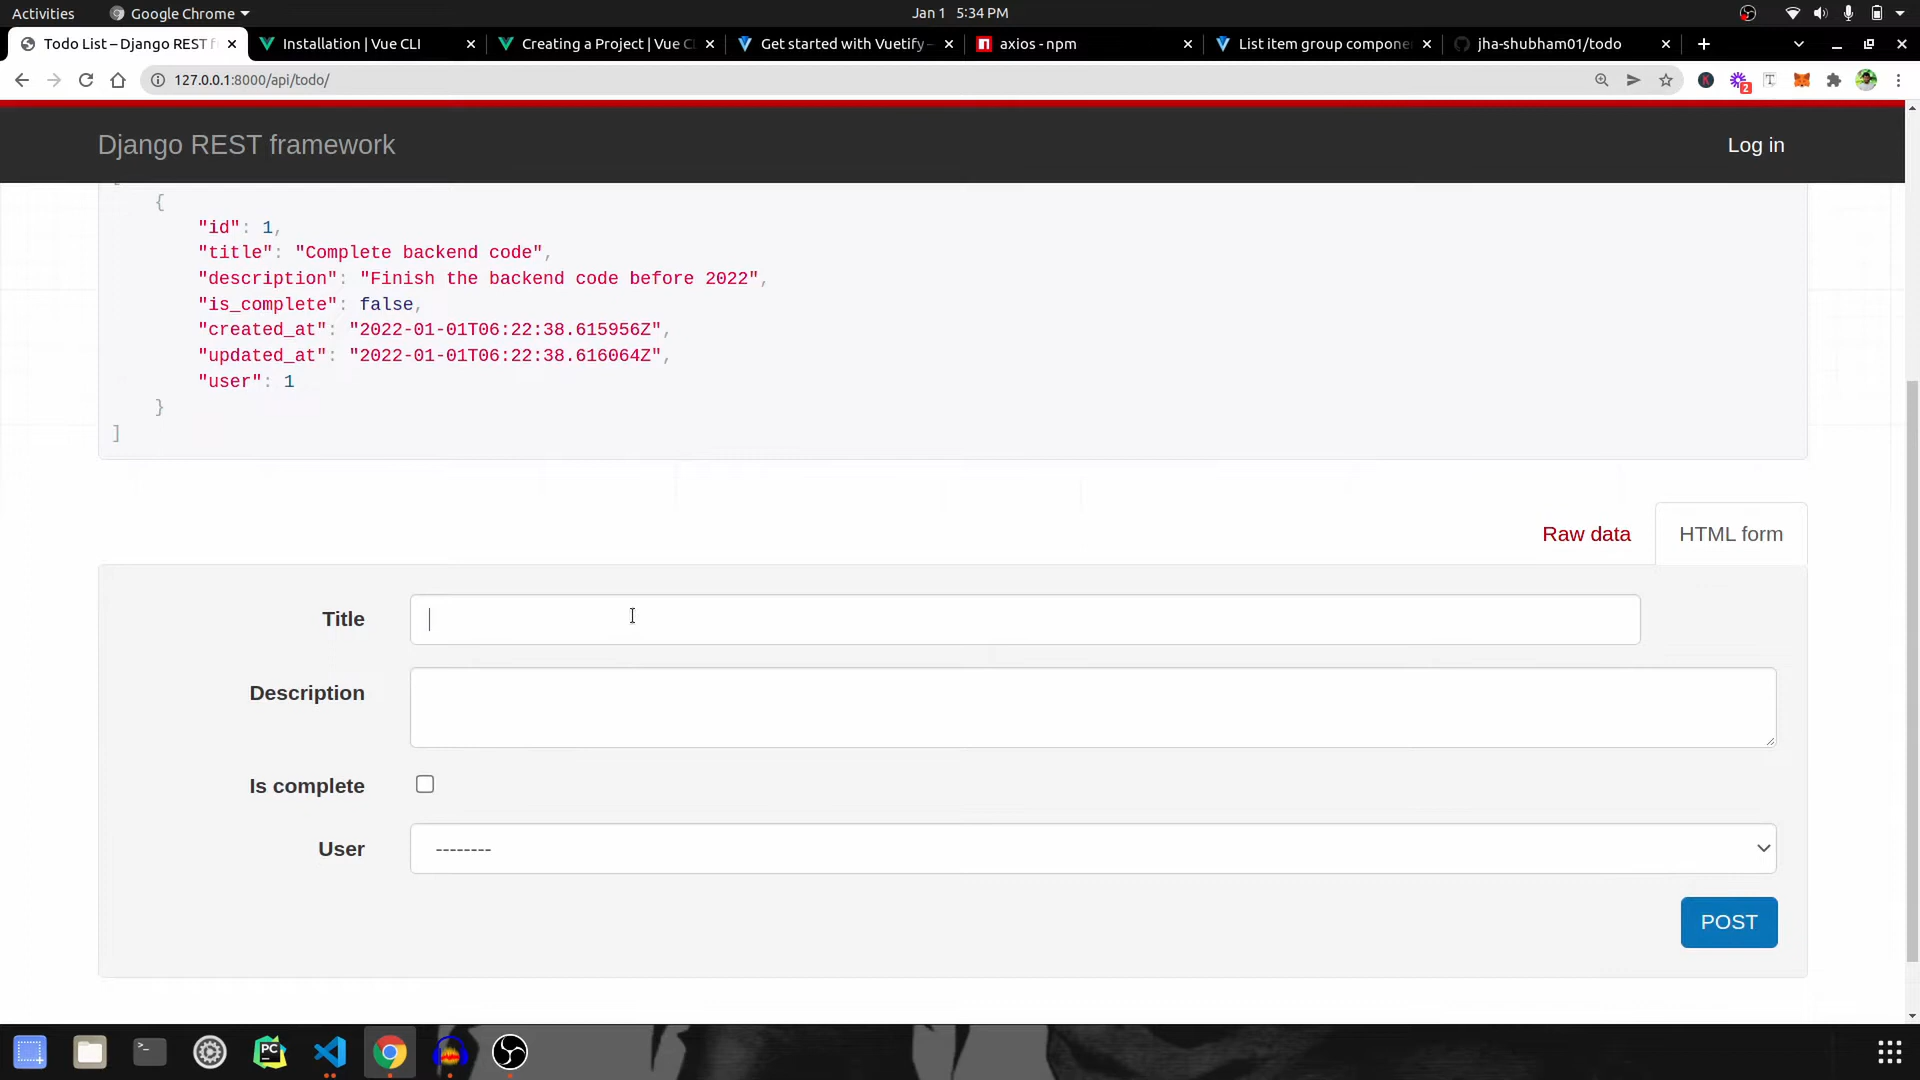 Activities Google Chrome Jan 1 5:34 PM
Todo List – Django REST f Installation | Vue CLI Creating a Project | Vue C Get started with Vuetify axios - npm List item group compone jha-shubham01/todo
127.0.0.1:8000/api/todo/
2
Django REST framework Log in
{
"id": 1,
"title": "Complete backend code",
"description": "Finish the backend code before 2022",
"is_complete": false,
"created_at": "2022-01-01T06:22:38.615956Z",
"updated_at": "2022-01-01T06:22:38.616064Z",
"user": 1
}
]
Raw data HTML form
Title
Description
Is complete
User --------
POST